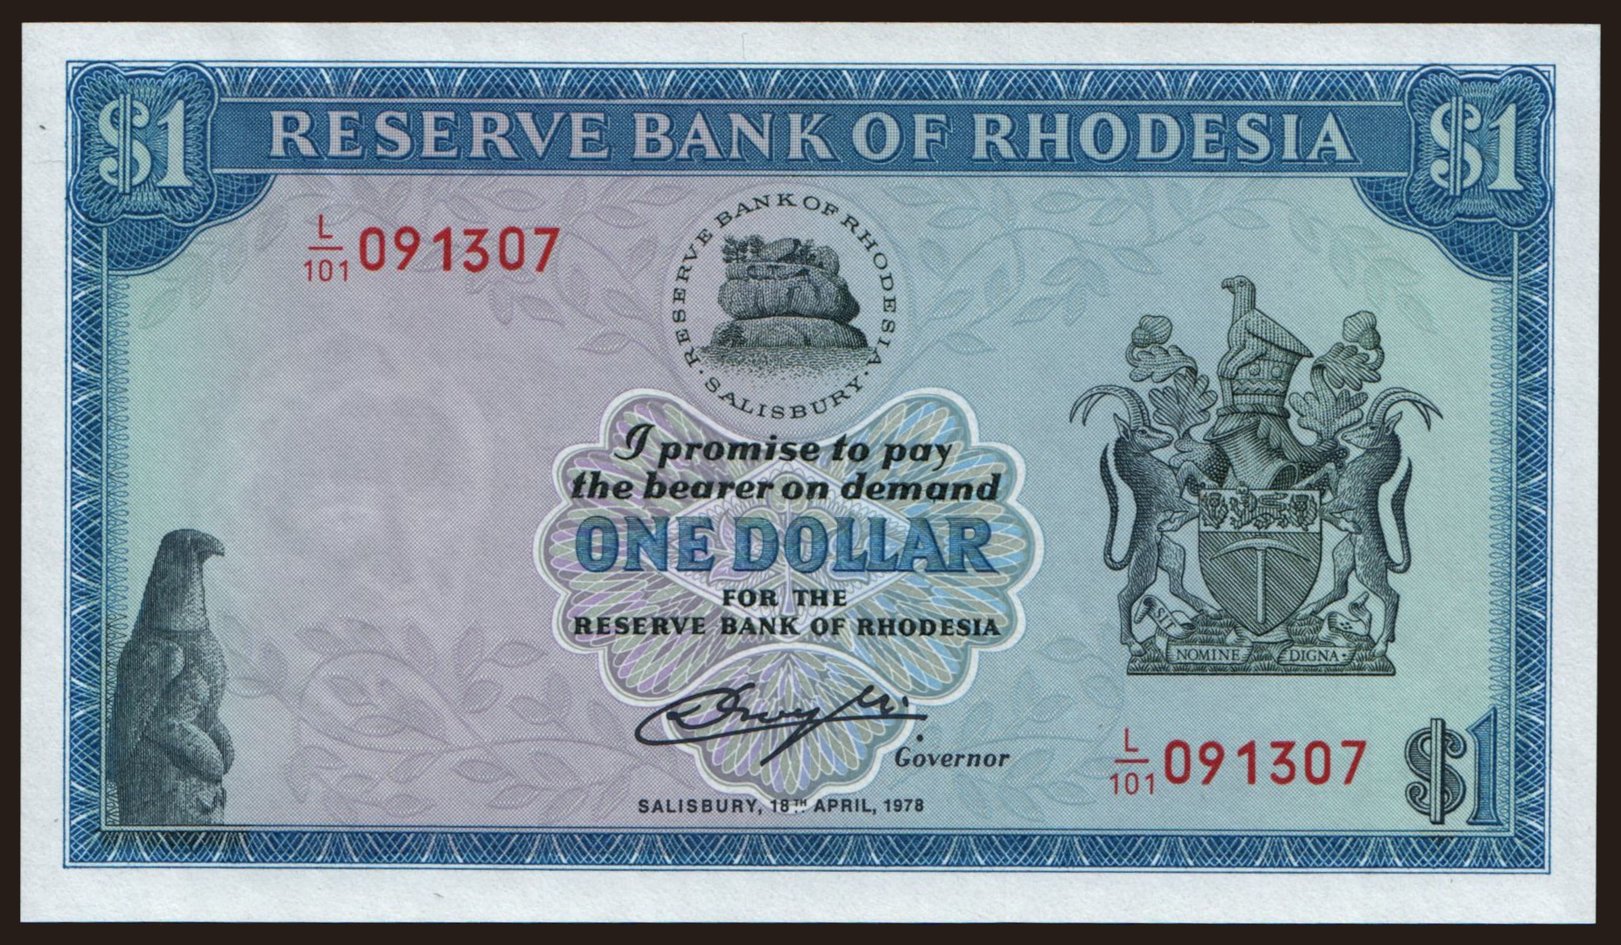 $1
RESERVE BANK OF RHODESIA
$1
L/101 091307
RESERVE BANK OF RHODESIA
· SALISBURY ·
I promise to pay
the bearer on demand
ONE DOLLAR
FOR THE
RESERVE BANK OF RHODESIA
SIT
NOMINE
DIGNA
Governor
L/101 091307
$1
SALISBURY, 18TH APRIL, 1978